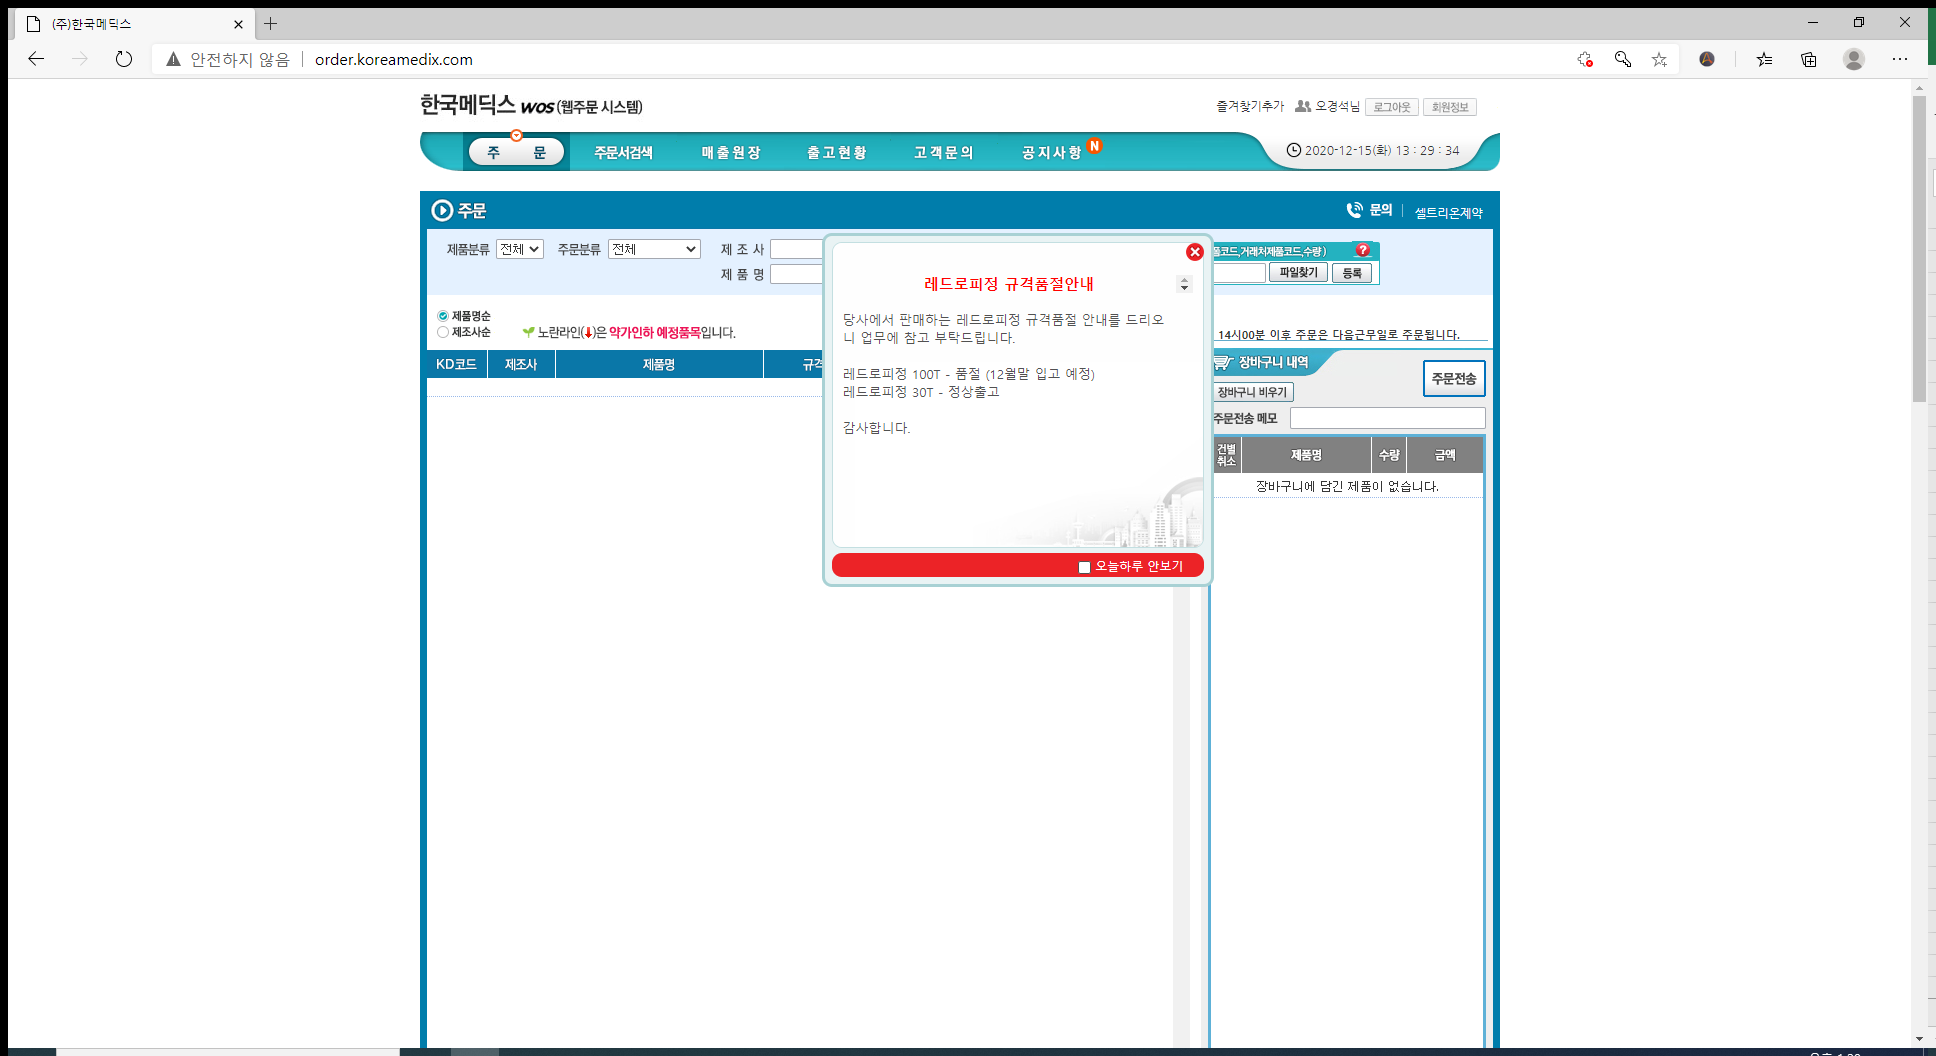 (주)한국메딕스
안전하지 않음 order.koreamedix.com
한국메딕스 WOS (웹주문 시스템)
즐겨찾기추가 오경석님 로그아웃 회원정보
주 문 주문서검색 매출원장 출고현황 고객문의 공지사항 N
2020-12-15(화) 13 : 29 : 34
주문
문의 셀트리온제약
제품분류 전체 주문분류 전체 제 조 사
제 품 명
품코드,거래처제품코드,수량 ) ?
파일찾기 등록
제품명순
제조사순
노란라인(↓)은 약가인하 예정품목입니다.
14시00분 이후 주문은 다음근무일로 주문됩니다.
KD코드 제조사 제품명 규격
레드로피정 규격품절안내
당사에서 판매하는 레드로피정 규격품절 안내를 드리오
니 업무에 참고 부탁드립니다.
레드로피정 100T - 품절 (12월말 입고 예정)
레드로피정 30T - 정상출고
감사합니다.
오늘하루 안보기
장바구니 내역
주문전송
장바구니 비우기
주문전송 메모
건별
취소 제품명 수량 금액
장바구니에 담긴 제품이 없습니다.